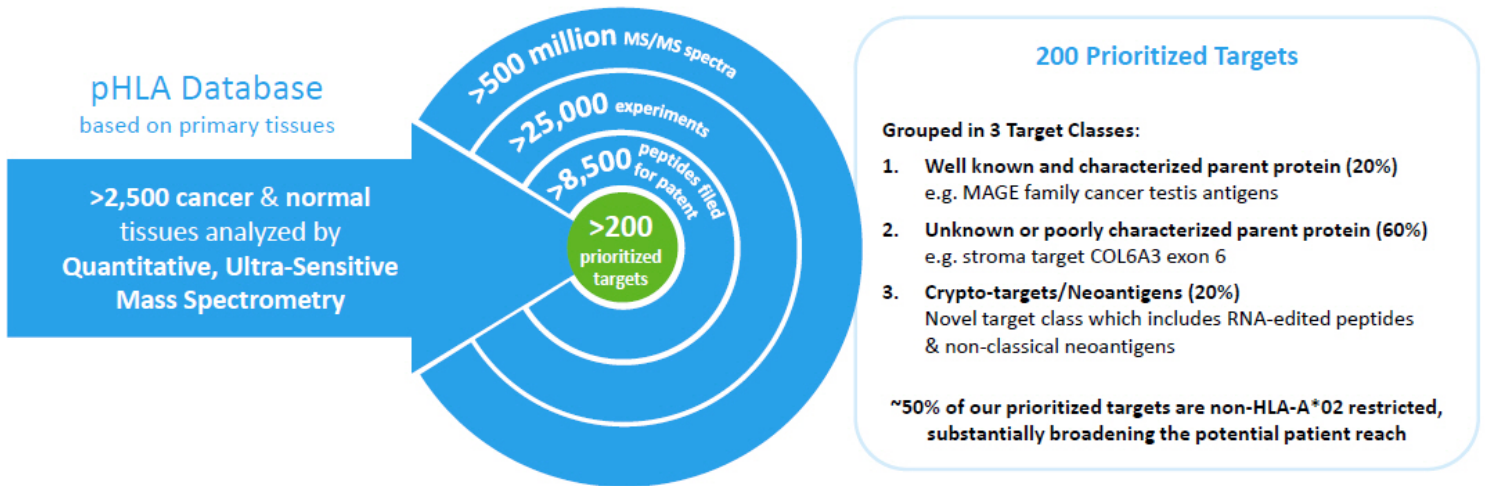 pHLA Database
based on primary tissues
>2,500 cancer & normal
tissues analyzed by
Quantitative, Ultra-Sensitive
Mass Spectrometry
>500 million MS/MS spectra
>25,000 experiments
>8,500 peptides filed
for patent
>200
prioritized
targets
200 Prioritized Targets
Grouped in 3 Target Classes:
1. Well known and characterized parent protein (20%)
e.g. MAGE family cancer testis antigens
2. Unknown or poorly characterized parent protein (60%)
e.g. stroma target COL6A3 exon 6
3. Crypto-targets/Neoantigens (20%)
Novel target class which includes RNA-edited peptides
& non-classical neoantigens
~50% of our prioritized targets are non-HLA-A*02 restricted,
substantially broadening the potential patient reach